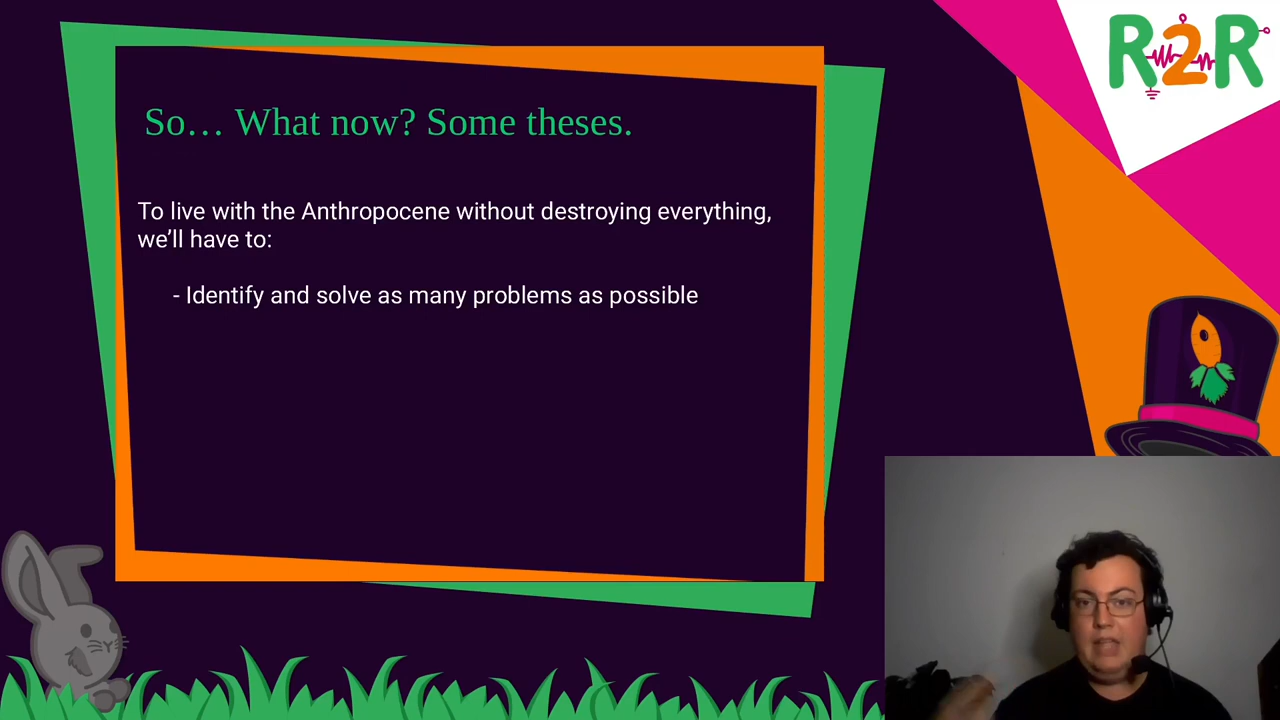 R2R
So… What now? Some theses.
To live with the Anthropocene without destroying everything,
we’ll have to:
- Identify and solve as many problems as possible